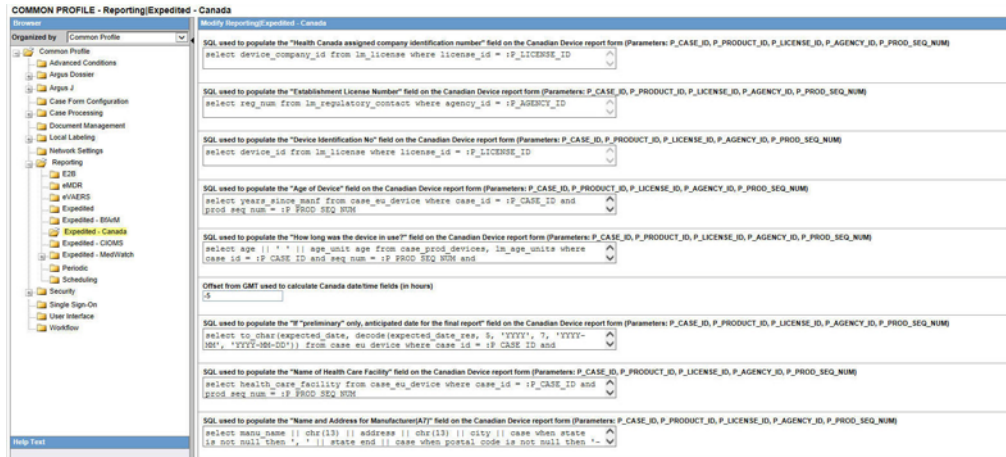 COMMON PROFILE - Reporting|Expedited - Canada
Browser
Organized by Common Profile
Common Profile
Advanced Conditions
Argus Dossier
Argus J
Case Form Configuration
Case Processing
Document Management
Local Labeling
Network Settings
Reporting
E2B
eMDR
eVAERS
Expedited
Expedited - BfArM
Expedited - Canada
Expedited - CIOMS
Expedited - MedWatch
Periodic
Scheduling
Security
Single Sign-On
User Interface
Workflow
Help Text
Modify Reporting|Expedited - Canada
SQL used to populate the "Health Canada assigned company identification number" field on the Canadian Device report form (Parameters: P_CASE_ID, P_PRODUCT_ID, P_LICENSE_ID, P_AGENCY_ID, P_PROD_SEQ_NUM)
select device_company_id from lm_license where license_id = :P_LICENSE_ID
SQL used to populate the "Establishment License Number" field on the Canadian Device report form (Parameters: P_CASE_ID, P_PRODUCT_ID, P_LICENSE_ID, P_AGENCY_ID, P_PROD_SEQ_NUM)
select reg_num from lm_regulatory_contact where agency_id = :P_AGENCY_ID
SQL used to populate the "Device Identification No" field on the Canadian Device report form (Parameters: P_CASE_ID, P_PRODUCT_ID, P_LICENSE_ID, P_AGENCY_ID, P_PROD_SEQ_NUM)
select device_id from lm_license where license_id = :P_LICENSE_ID
SQL used to populate the "Age of Device" field on the Canadian Device report form (Parameters: P_CASE_ID, P_PRODUCT_ID, P_LICENSE_ID, P_AGENCY_ID, P_PROD_SEQ_NUM)
select years_since_manf from case_eu_device where case_id = :P_CASE_ID and
prod_seq_num = :P_PROD_SEQ_NUM
SQL used to populate the "How long was the device in use?" field on the Canadian Device report form (Parameters: P_CASE_ID, P_PRODUCT_ID, P_LICENSE_ID, P_AGENCY_ID, P_PROD_SEQ_NUM)
select age || ' ' || age_unit age from case_prod_devices, lm_age_units where
case_id = :P_CASE_ID and seq_num = :P_PROD_SEQ_NUM and
Offset from GMT used to calculate Canada date/time fields (in hours)
-5
SQL used to populate the "If "preliminary" only, anticipated date for the final report" field on the Canadian Device report form (Parameters: P_CASE_ID, P_PRODUCT_ID, P_LICENSE_ID, P_AGENCY_ID, P_PROD_SEQ_NUM)
select to_char(expected_date, decode(expected_date_res, 5, 'YYYY', 7, 'YYYY-
MM', 'YYYY-MM-DD')) from case_eu_device where case_id = :P_CASE_ID and
SQL used to populate the "Name of Health Care Facility" field on the Canadian Device report form (Parameters: P_CASE_ID, P_PRODUCT_ID, P_LICENSE_ID, P_AGENCY_ID, P_PROD_SEQ_NUM)
select health_care_facility from case_eu_device where case_id = :P_CASE_ID and
prod_seq_num = :P_PROD_SEQ_NUM
SQL used to populate the "Name and Address for Manufacturer(A7)" field on the Canadian Device report form (Parameters: P_CASE_ID, P_PRODUCT_ID, P_LICENSE_ID, P_AGENCY_ID, P_PROD_SEQ_NUM)
select manu_name || chr(13) || address || chr(13) || city || case when state
is not null then ', ' || state end || case when postal_code is not null then '-